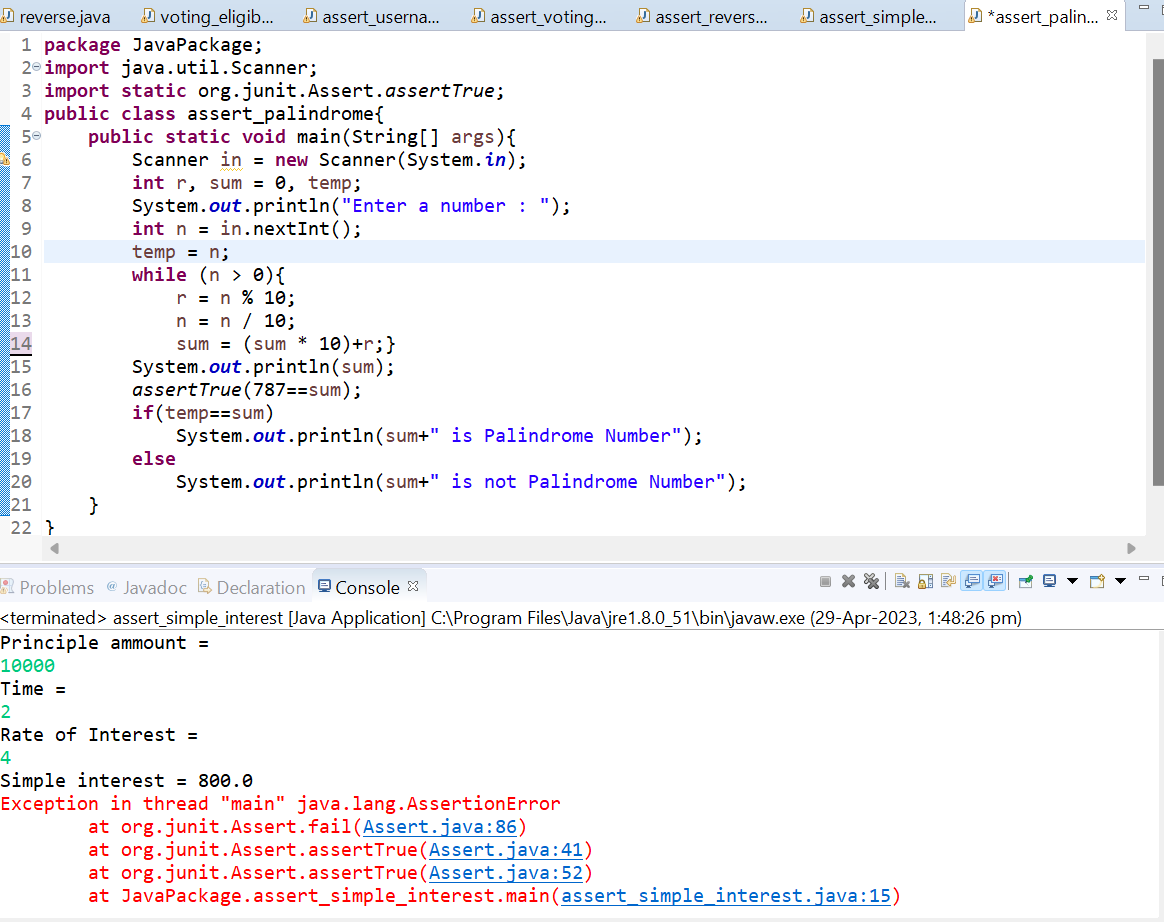 reverse.java voting_eligib... assert_userna... assert_voting... assert_revers... assert_simple... *assert_palin...
1 package JavaPackage;
2 import java.util.Scanner;
3 import static org.junit.Assert.assertTrue;
4 public class assert_palindrome{
5     public static void main(String[] args){
6         Scanner in = new Scanner(System.in);
7         int r, sum = 0, temp;
8         System.out.println("Enter a number : ");
9         int n = in.nextInt();
10         temp = n;
11         while (n > 0){
12             r = n % 10;
13             n = n / 10;
14             sum = (sum * 10)+r;}
15         System.out.println(sum);
16         assertTrue(787==sum);
17         if(temp==sum)
18             System.out.println(sum+" is Palindrome Number");
19         else
20             System.out.println(sum+" is not Palindrome Number");
21     }
22 }
Problems @ Javadoc Declaration Console
<terminated> assert_simple_interest [Java Application] C:\Program Files\Java\jre1.8.0_51\bin\javaw.exe (29-Apr-2023, 1:48:26 pm)
Principle ammount =
10000
Time =
2
Rate of Interest =
4
Simple interest = 800.0
Exception in thread "main" java.lang.AssertionError
        at org.junit.Assert.fail(Assert.java:86)
        at org.junit.Assert.assertTrue(Assert.java:41)
        at org.junit.Assert.assertTrue(Assert.java:52)
        at JavaPackage.assert_simple_interest.main(assert_simple_interest.java:15)